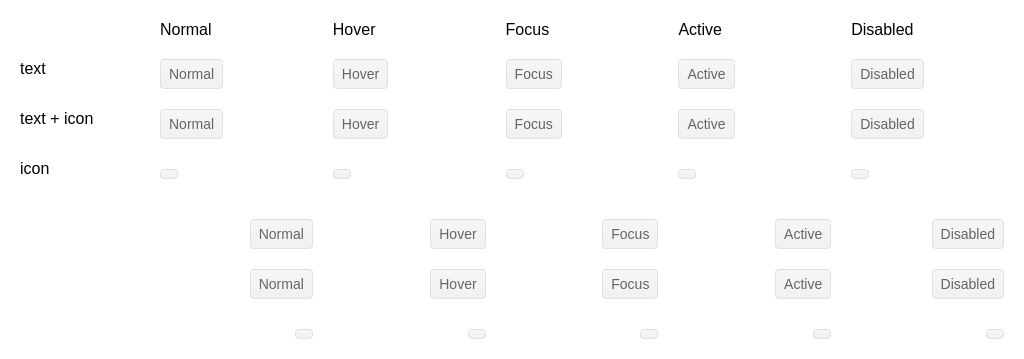 Normal Hover Focus Active Disabled
text Normal Hover Focus Active Disabled
text + icon Normal Hover Focus Active Disabled
icon
Normal Hover Focus Active Disabled
Normal Hover Focus Active Disabled